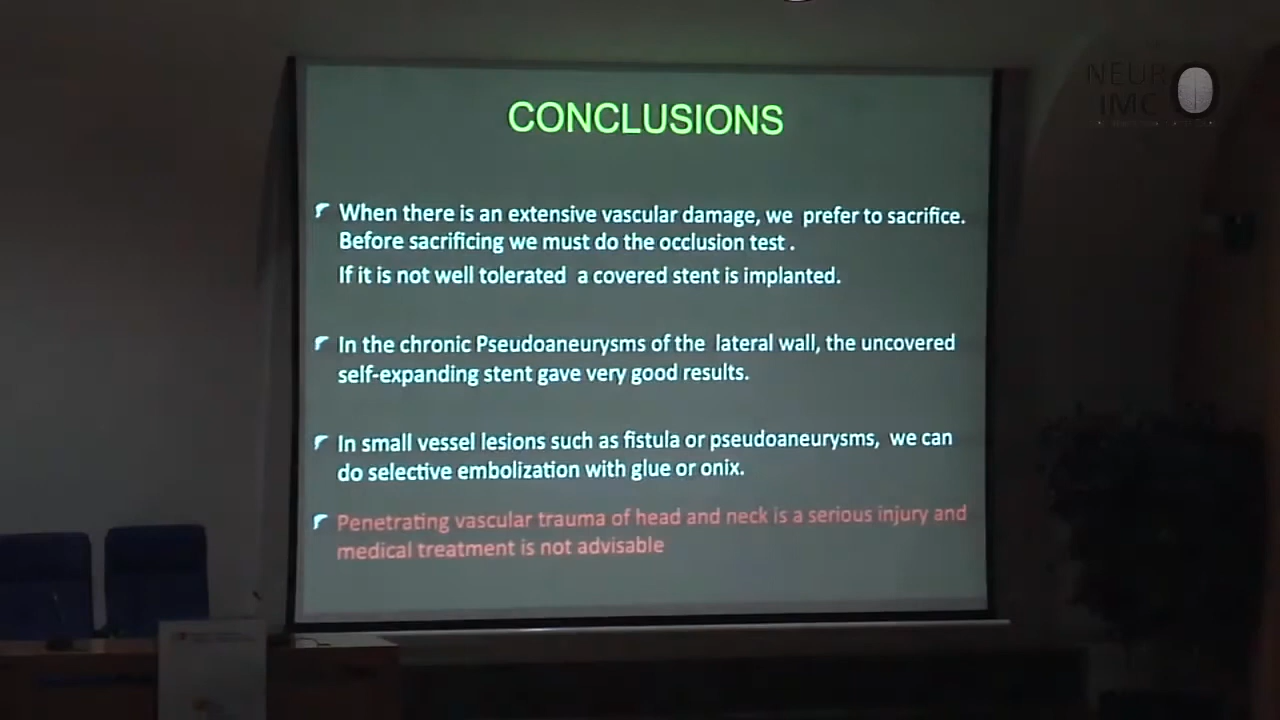 NEUR
IMC
CONCLUSIONS
When there is an extensive vascular damage, we prefer to sacrifice.
Before sacrificing we must do the occlusion test .
If it is not well tolerated a covered stent is implanted.
In the chronic Pseudoaneurysms of the lateral wall, the uncovered
self-expanding stent gave very good results.
In small vessel lesions such as fistula or pseudoaneurysms, we can
do selective embolization with glue or onix.
Penetrating vascular trauma of head and neck is a serious injury and
medical treatment is not advisable